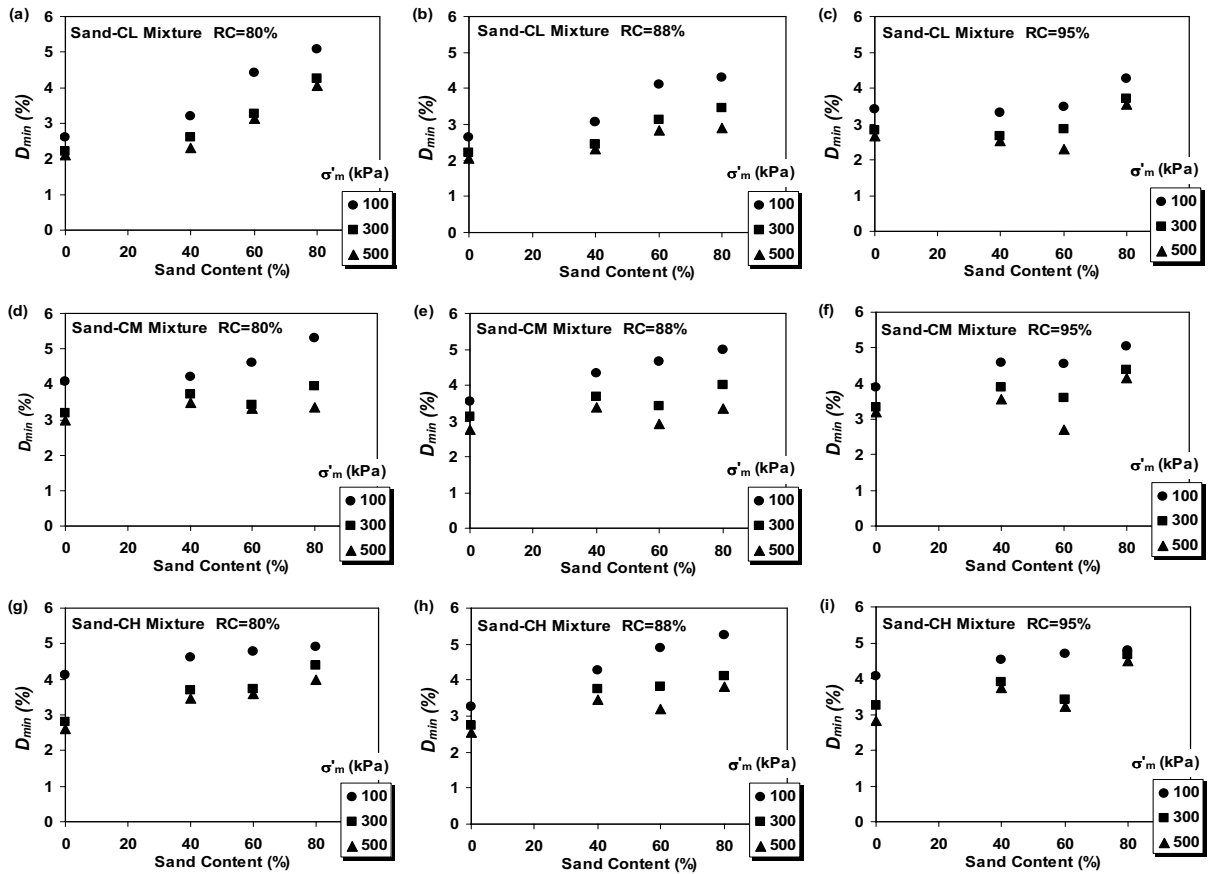 (a)
Sand-CL Mixture RC=80%
6
5
4
3
2
1
0
Dmin (%)
0 20 40 60 80
Sand Content (%)
σ'm (kPa)
100
300
500
(b)
Sand-CL Mixture RC=88%
6
5
4
3
2
1
0
Dmin (%)
0 20 40 60 80
Sand Content (%)
σ'm (kPa)
100
300
500
(c)
Sand-CL Mixture RC=95%
6
5
4
3
2
1
0
Dmin (%)
0 20 40 60 80
Sand Content (%)
σ'm (kPa)
100
300
500
(d)
Sand-CM Mixture RC=80%
6
5
4
3
2
1
0
Dmin (%)
0 20 40 60 80
Sand Content (%)
σ'm (kPa)
100
300
500
(e)
Sand-CM Mixture RC=88%
6
5
4
3
2
1
0
Dmin (%)
0 20 40 60 80
Sand Content (%)
σ'm (kPa)
100
300
500
(f)
Sand-CM Mixture RC=95%
6
5
4
3
2
1
0
Dmin (%)
0 20 40 60 80
Sand Content (%)
σ'm (kPa)
100
300
500
(g)
Sand-CH Mixture RC=80%
6
5
4
3
2
1
0
Dmin (%)
0 20 40 60 80
Sand Content (%)
σ'm (kPa)
100
300
500
(h)
Sand-CH Mixture RC=88%
6
5
4
3
2
1
0
Dmin (%)
0 20 40 60 80
Sand Content (%)
σ'm (kPa)
100
300
500
(i)
Sand-CH Mixture RC=95%
6
5
4
3
2
1
0
Dmin (%)
0 20 40 60 80
Sand Content (%)
σ'm (kPa)
100
300
500